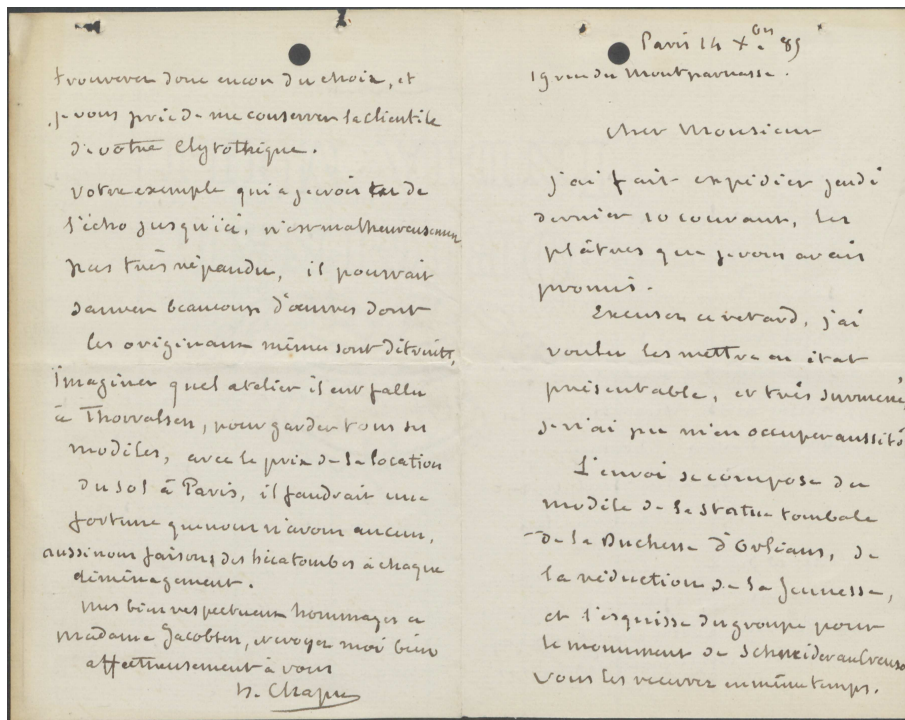 Paris 14 Xbre 85
19 rue du Montparnasse.
Cher Monsieur
j'ai fait expédier jeudi
dernier 10 courant, les
plâtres que je vous avais
promis.
Excusez ce retard, j'ai
voulu les mettre en état
présentable, et très surmené,
je n'ai pu m'en occuper aussitôt
L'envoi se compose du
modèle de la statue tombale
de la Duchesse d'Orléans, de
la réduction de la Jeunesse,
et l'esquisse du groupe pour
le monument de Schneider au Creusot
Vous les recevrez en même temps.
trouverez donc encore du choix, et
je vous prie de me conserver la clientèle
de votre Glyptothèque.
Votre exemple qui a je crois de
l'écho jusqu'ici, n'est malheureusement
pas très répandu, il pourrait
sauver beaucoup d'œuvres dont
les originaux mêmes sont détruits,
Imaginez quel atelier il eut fallu
à Thorvalsen, pour garder tous ses
modèles, avec le prix de la location
du sol à Paris, il faudrait une
fortune que nous n'avons aucun,
aussi nous faisons des hécatombes à chaque
déménagement.
Mes bien respectueux hommages a
Madame Jacobsen, et croyez moi bien
affectueusement à vous
h. Chapu